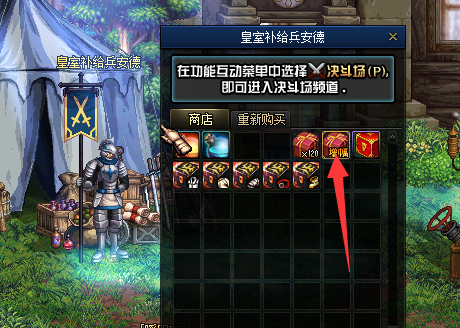 皇室补给兵安德
皇室补给兵安德
在功能互动菜单中选择决斗场(P),
即可进入决斗场频道.
商店
重新购买
x120
增幅